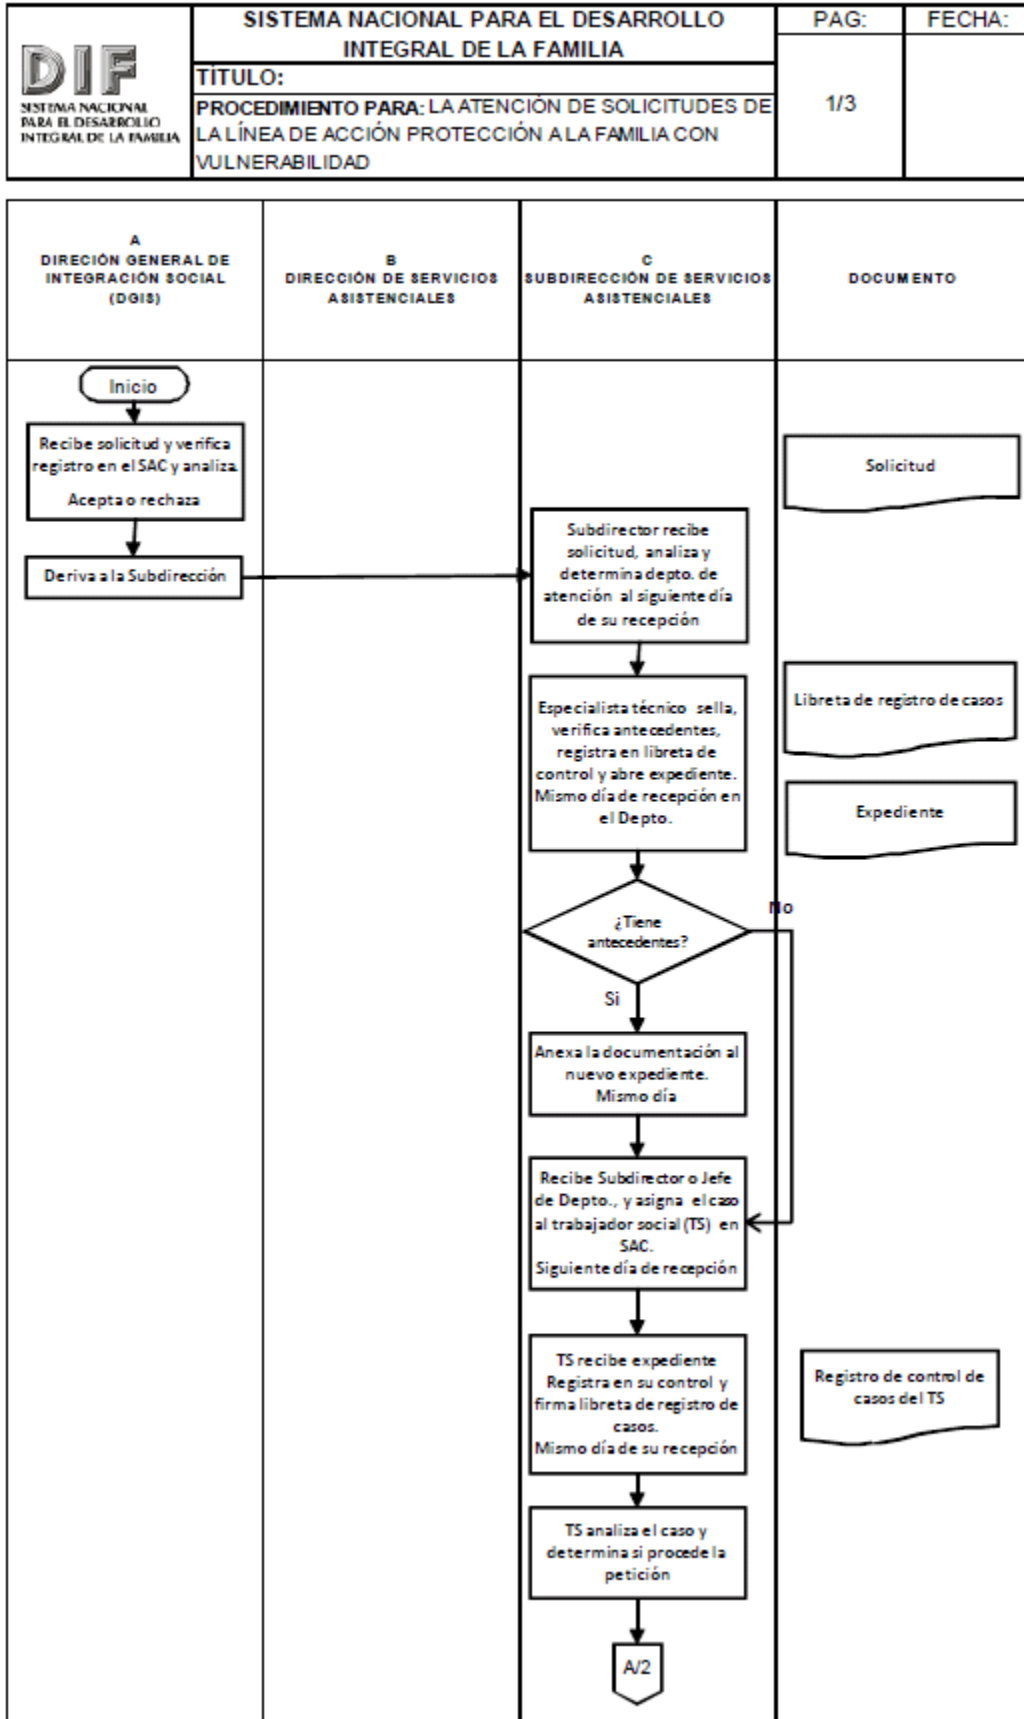 DIF
SISTEMA NACIONAL
PARA EL DESARROLLO
INTEGRAL DE LA FAMILIA
SISTEMA NACIONAL PARA EL DESARROLLO
INTEGRAL DE LA FAMILIA
TÍTULO:
PROCEDIMIENTO PARA: LA ATENCIÓN DE SOLICITUDES DE
LA LÍNEA DE ACCIÓN PROTECCIÓN A LA FAMILIA CON
VULNERABILIDAD
PAG:
1/3
FECHA:
A
DIRECIÓN GENERAL DE
INTEGRACIÓN SOCIAL
(DGIS)
B
DIRECCIÓN DE SERVICIOS
ASISTENCIALES
C
SUBDIRECCIÓN DE SERVICIOS
ASISTENCIALES
DOCUMENTO
Inicio
Recibe solicitud y verifica
registro en el SAC y analiza.
Acepta o rechaza
Solicitud
Deriva a la Subdirección
Subdirector recibe
solicitud, analiza y
determina depto. de
atención al siguiente día
de su recepción
Especialista técnico sella,
verifica antecedentes,
registra en libreta de
control y abre expediente.
Mismo día de recepción en
el Depto.
Libreta de registro de casos
Expediente
¿Tiene
antecedentes?
No
Si
Anexa la documentación al
nuevo expediente.
Mismo día
Recibe Subdirector o Jefe
de Depto., y asigna el caso
al trabajador social (TS) en
SAC.
Siguiente día de recepción
TS recibe expediente
Registra en su control y
firma libreta de registro de
casos.
Mismo día de su recepción
Registro de control de
casos del TS
TS analiza el caso y
determina si procede la
petición
A/2